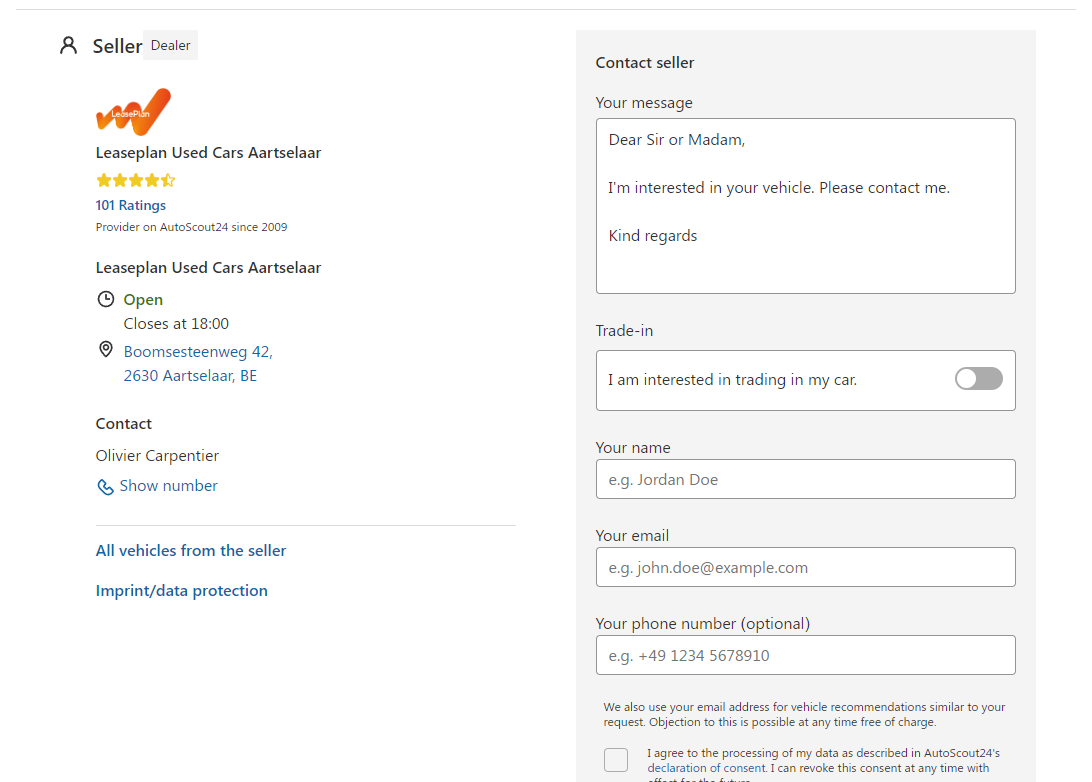 Seller Dealer
LeasePlan
Leaseplan Used Cars Aartselaar
101 Ratings
Provider on AutoScout24 since 2009
Leaseplan Used Cars Aartselaar
Open
Closes at 18:00
Boomsesteenweg 42,
2630 Aartselaar, BE
Contact
Olivier Carpentier
Show number
All vehicles from the seller
Imprint/data protection
Contact seller
Your message
Dear Sir or Madam,
I'm interested in your vehicle. Please contact me.
Kind regards
Trade-in
I am interested in trading in my car.
Your name
e.g. Jordan Doe
Your email
e.g. john.doe@example.com
Your phone number (optional)
e.g. +49 1234 5678910
We also use your email address for vehicle recommendations similar to your
request. Objection to this is possible at any time free of charge.
I agree to the processing of my data as described in AutoScout24's
declaration of consent. I can revoke this consent at any time with
effect for the future.